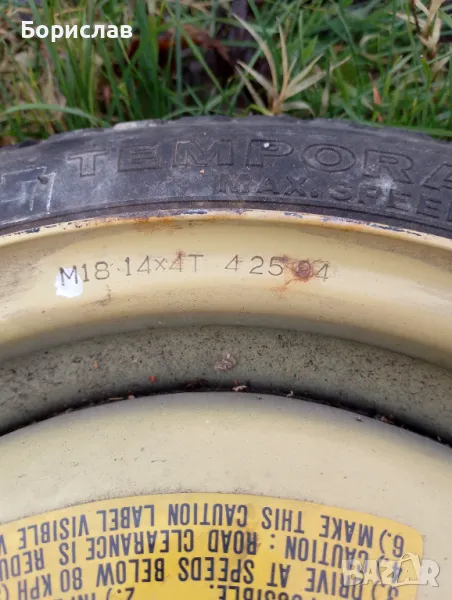 Борислав
TEMPORA
MAX. SPEE
M18 14x4T 4 25 94
bazar
6.) MAKE THIS CAUTION LABEL VISIBLE
CAUTION : ROAD CLEARANCE IS REDU
3.) DRIVE AT SPEEDS BELOW 80 KPH